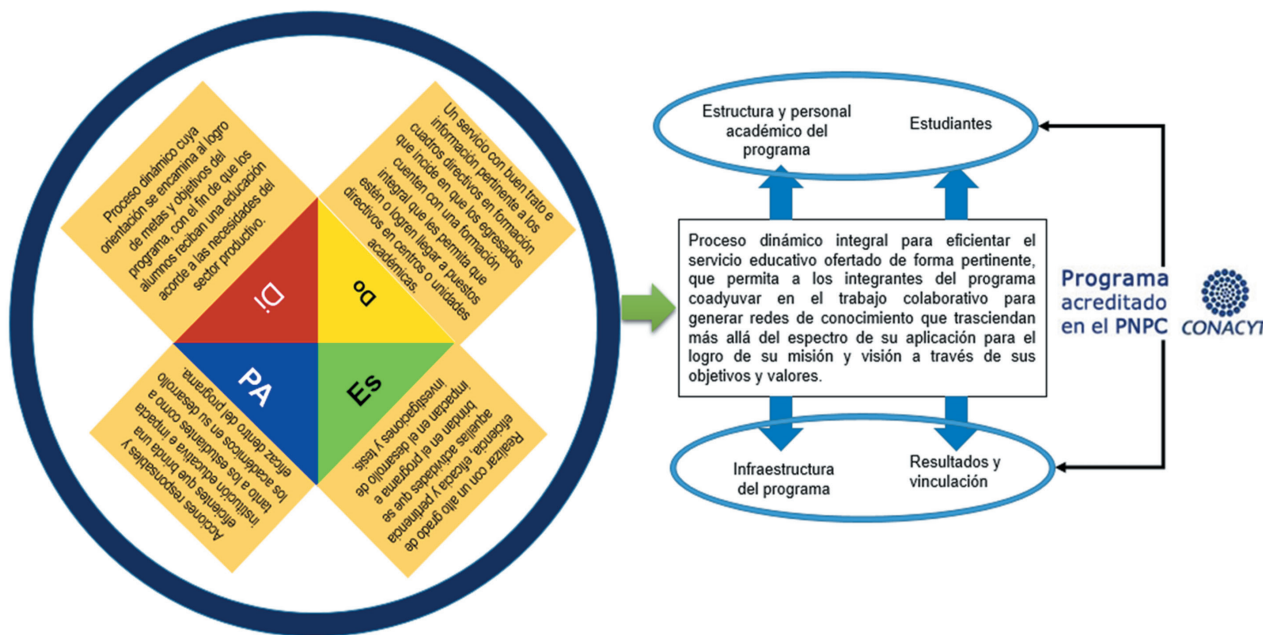 Proceso dinámico cuya
orientación se encamina al logro
de metas y objetivos del
programa, con el fin de que los
alumnos reciban una educación
acorde a las necesidades del
sector productivo.
Un servicio con buen trato e
información pertinente a los
cuadros directivos en formación
que incide en que los egresados
cuenten con una formación
integral que les permita que
estén o logren llegar a puestos
directivos en centros o unidades
académicas.
Di
Do
PA
Es
Acciones responsables y
eficientes que brinda una
institución educativa e impacta
tanto a los estudiantes como a
los académicos en su desarrollo
eficaz dentro del programa.
Realizar con un alto grado de
eficiencia, eficacia y pertinencia
aquellas actividades que se
brindan en el programa e
impactan en el desarrollo de
investigaciones y tesis
Estructura y personal
académico del
programa
Estudiantes
Proceso dinámico integral para eficientar el
servicio educativo ofertado de forma pertinente,
que permita a los integrantes del programa
coadyuvar en el trabajo colaborativo para
generar redes de conocimiento que trasciendan
más allá del espectro de su aplicación para el
logro de su misión y visión a través de sus
objetivos y valores.
Infraestructura
del programa
Resultados y
vinculación
Programa
acreditado
en el PNPC
CONACYT